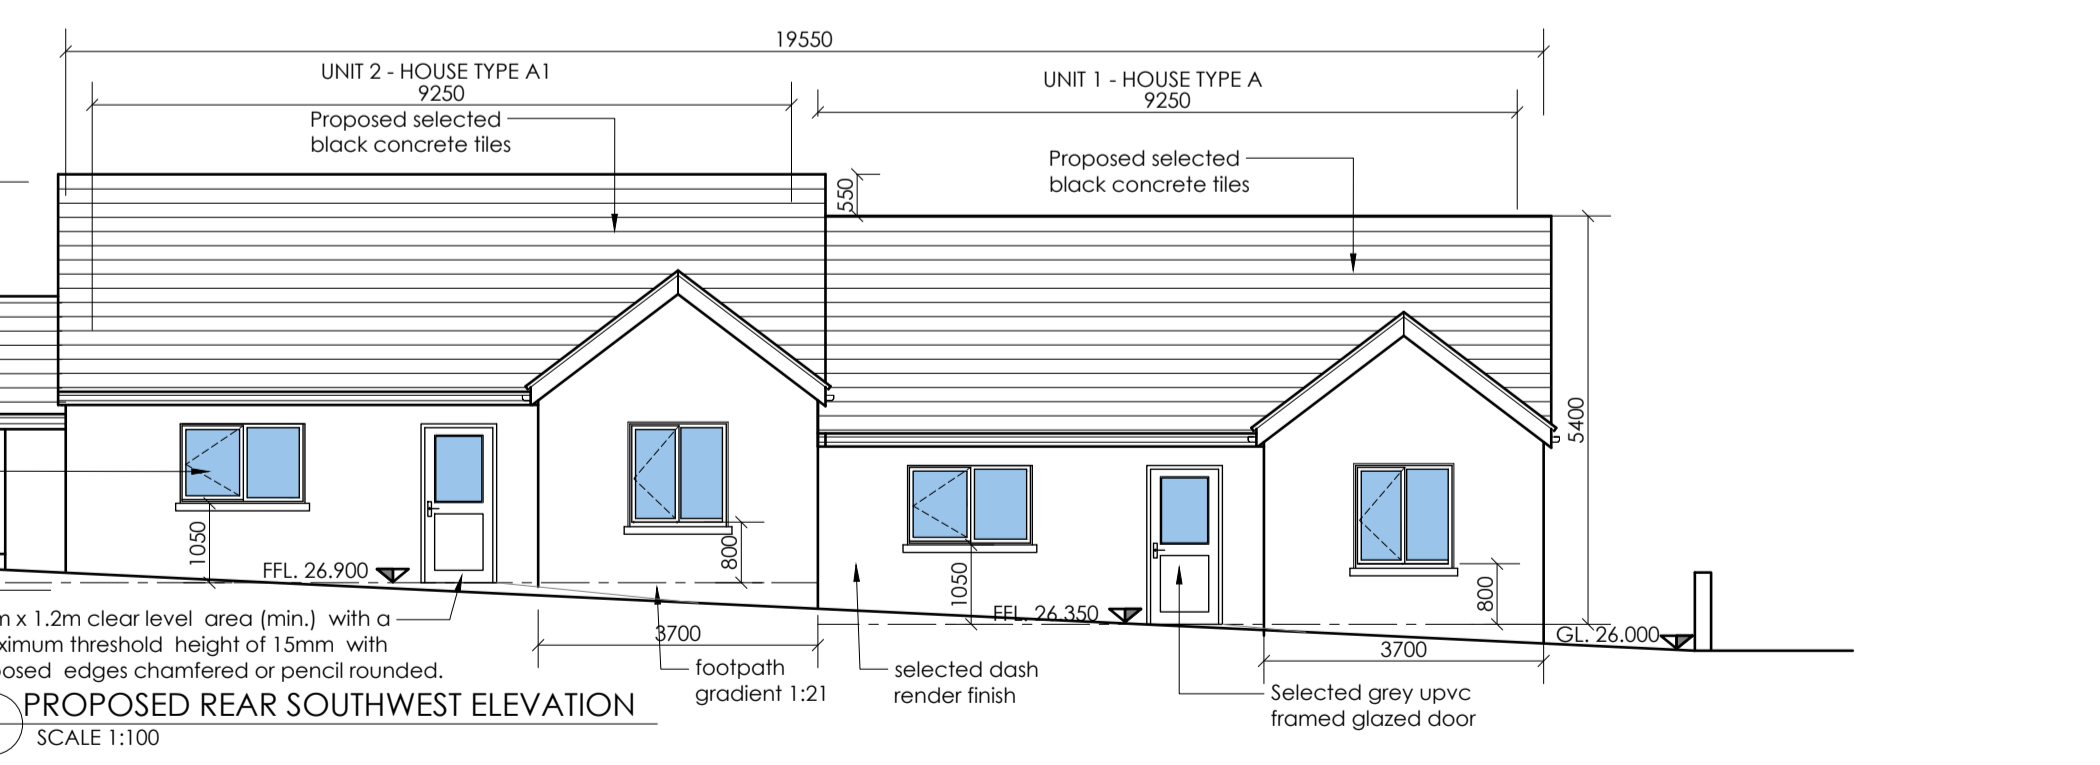 19550
UNIT 2 - HOUSE TYPE A1
9250
UNIT 1 - HOUSE TYPE A
9250
Proposed selected
black concrete tiles
Proposed selected
black concrete tiles
550
5400
1050
FFL. 26.900
800
1050
FFL. 26.350
800
GL. 26.000
x 1.2m clear level area (min.) with a
threshold height of 15mm with
edges chamfered or pencil rounded.
3700
footpath
gradient 1:21
selected dash
render finish
3700
Selected grey upvc
framed glazed door
PROPOSED REAR SOUTHWEST ELEVATION
SCALE 1:100